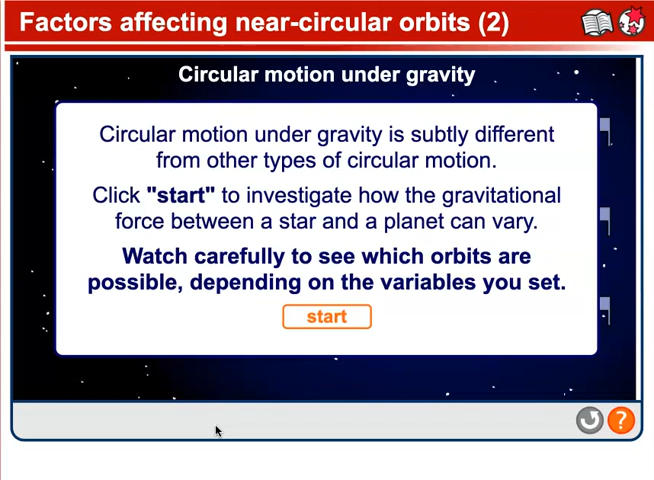 Factors affecting near-circular orbits (2)
Circular motion under gravity
Circular motion under gravity is subtly different
from other types of circular motion.
Click "start" to investigate how the gravitational
force between a star and a planet can vary.
Watch carefully to see which orbits are
possible, depending on the variables you set.
start
?